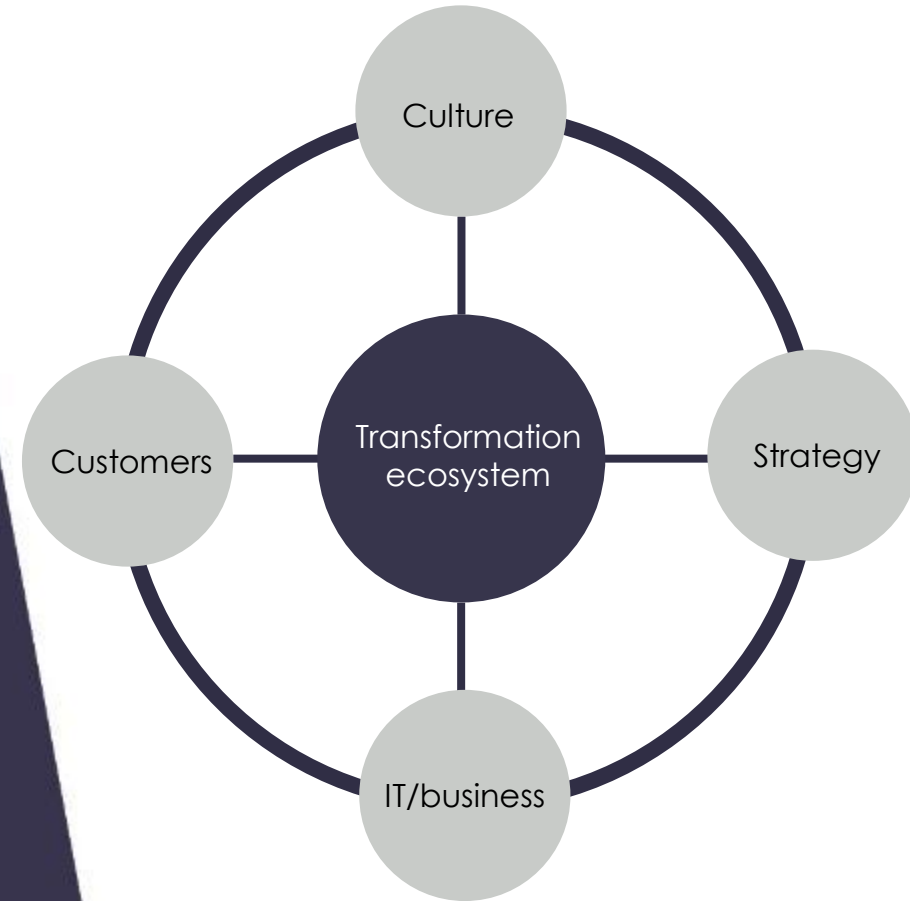 Culture
Transformation
ecosystem
Customers
Strategy
IT/business